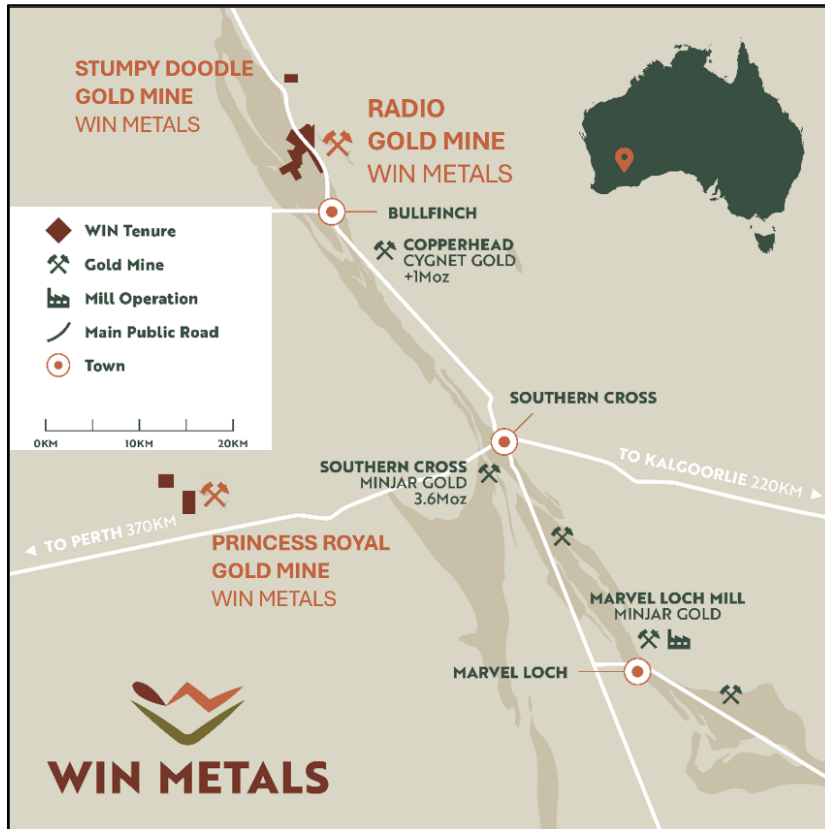 STUMPY DOODLE
GOLD MINE
WIN METALS
RADIO
GOLD MINE
WIN METALS
BULLFINCH
COPPERHEAD
CYGNET GOLD
+1Moz
WIN Tenure
Gold Mine
Mill Operation
Main Public Road
Town
0KM 10KM 20KM
SOUTHERN CROSS
SOUTHERN CROSS
MINJAR GOLD
3.6Moz
TO KALGOORLIE 220KM
TO PERTH 370KM
PRINCESS ROYAL
GOLD MINE
WIN METALS
MARVEL LOCH MILL
MINJAR GOLD
MARVEL LOCH
WIN METALS